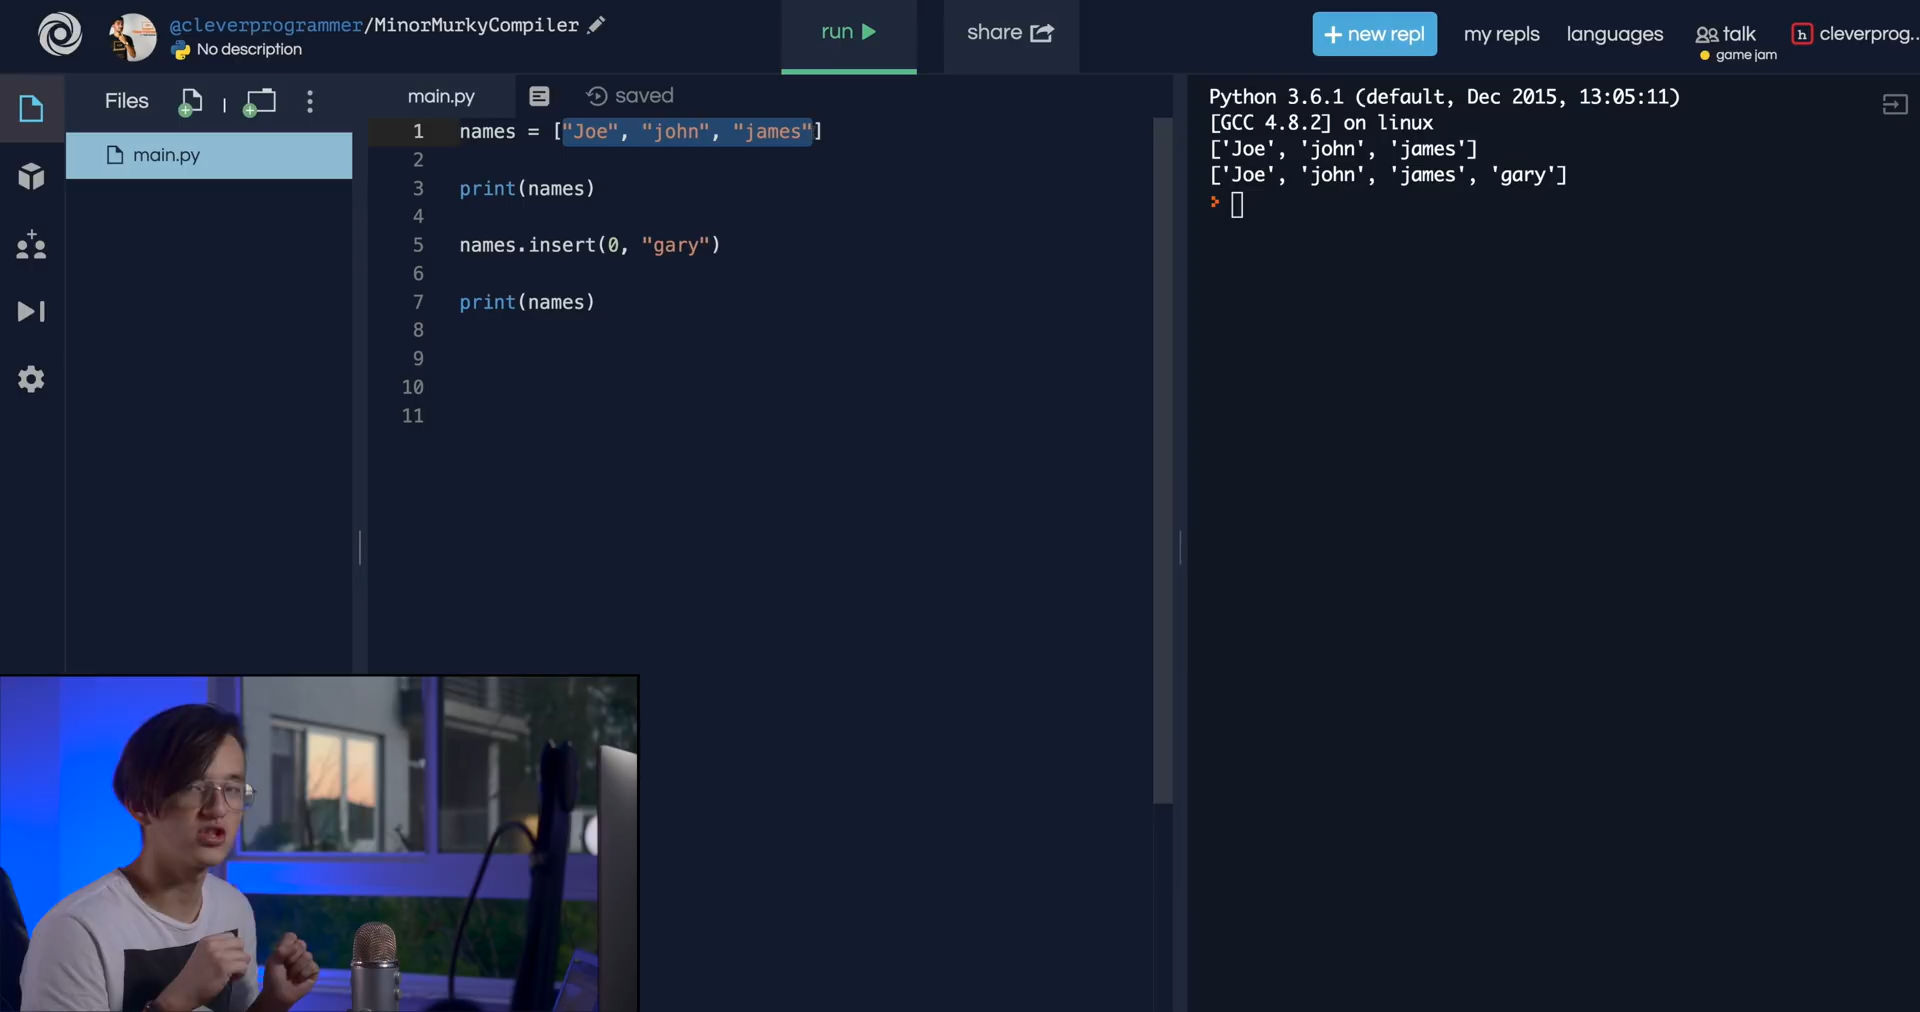 @cleverprogrammer/MinorMurkyCompiler
No description
run
share
+ new repl
my repls
languages
talk
game jam
h
cleverprog...
Files
main.py
main.py
saved
1 names = ["Joe", "john", "james"]
2
3 print(names)
4
5 names.insert(0, "gary")
6
7 print(names)
8
9
10
11
Python 3.6.1 (default, Dec 2015, 13:05:11)
[GCC 4.8.2] on linux
['Joe', 'john', 'james']
['Joe', 'john', 'james', 'gary']